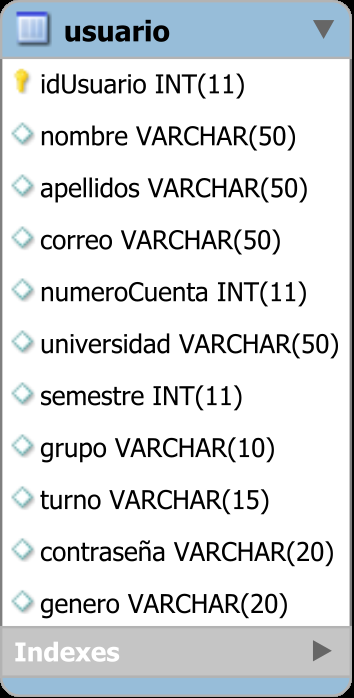 usuario
idUsuario INT(11)
nombre VARCHAR(50)
apellidos VARCHAR(50)
correo VARCHAR(50)
numeroCuenta INT(11)
universidad VARCHAR(50)
semestre INT(11)
grupo VARCHAR(10)
turno VARCHAR(15)
contraseña VARCHAR(20)
genero VARCHAR(20)
Indexes